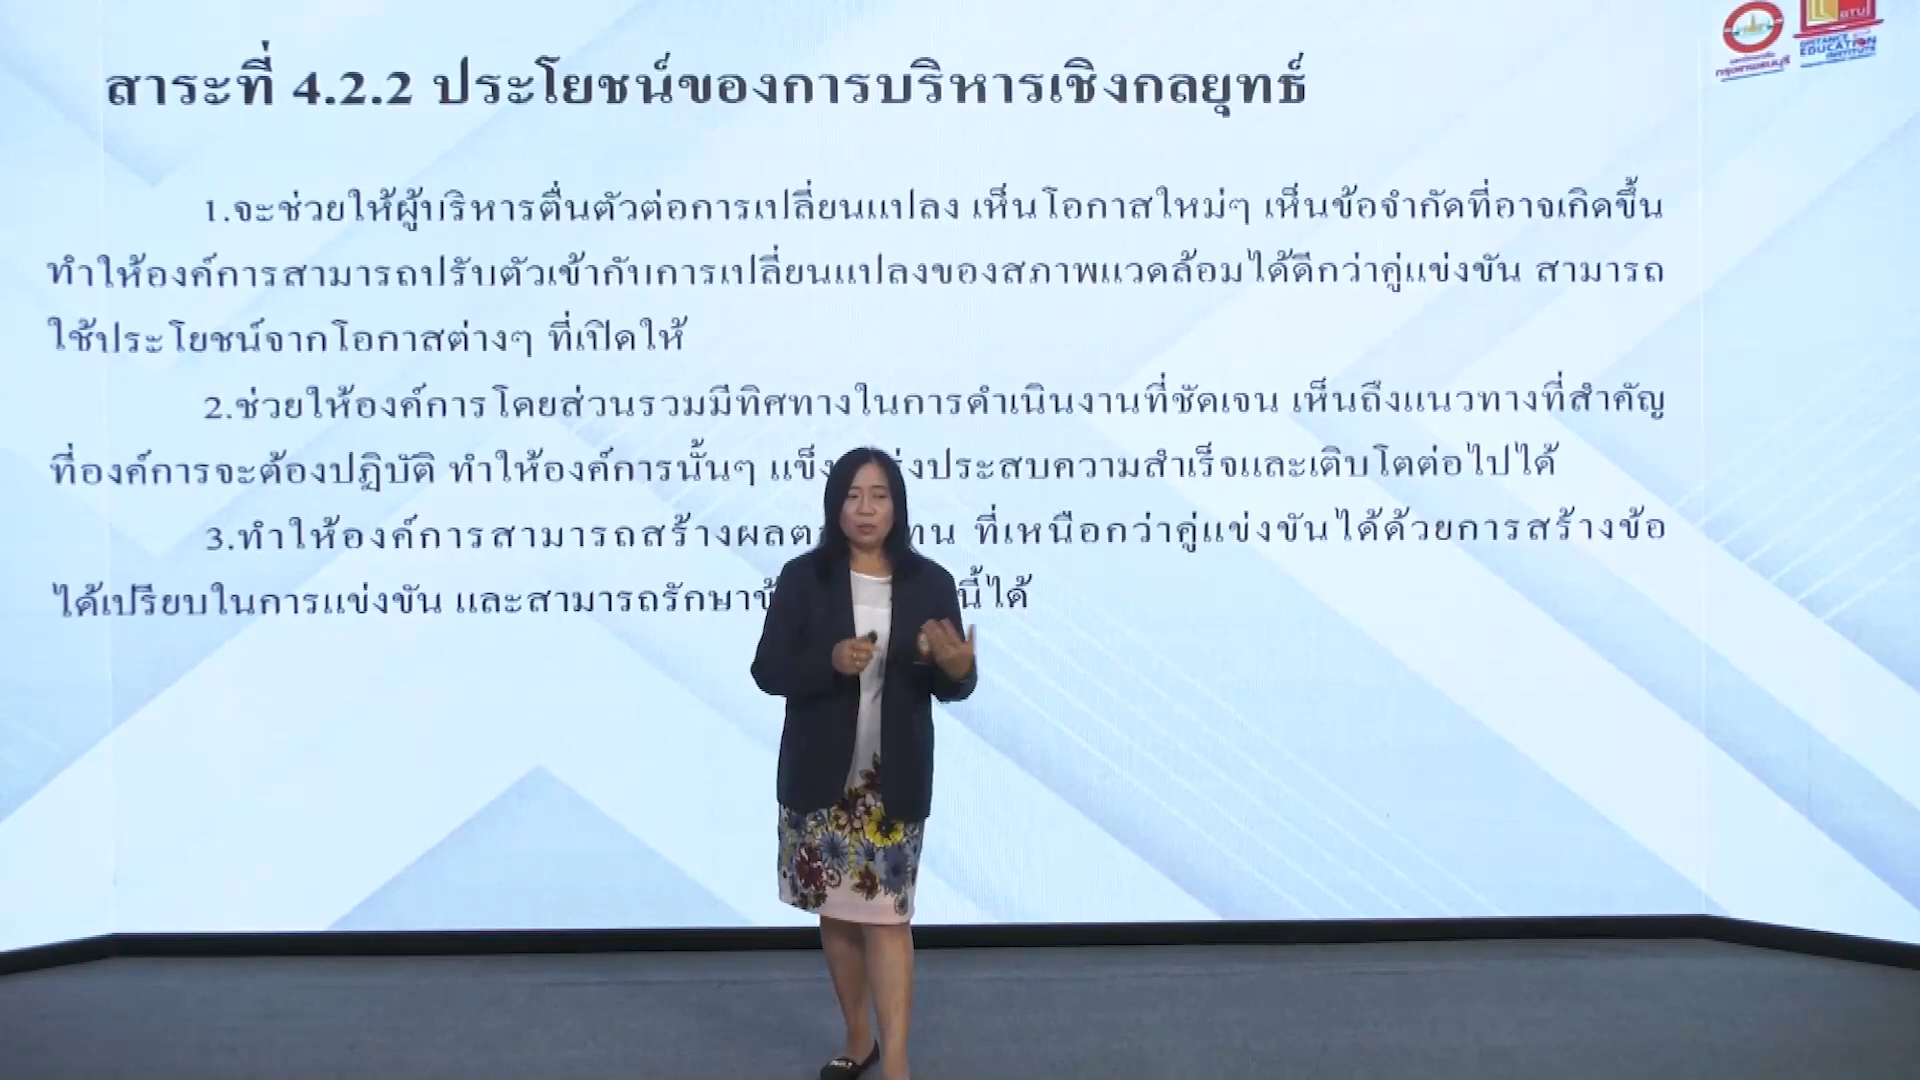 สาระที่ 4.2.2 ประโยชน์ของการบริหารเชิงกลยุทธ์
BTU
DISTANCE
EDUCATION
INSTITUTE
กรุงเทพธนบุรี
1.จะช่วยให้ผู้บริหารตื่นตัวต่อการเปลี่ยนแปลง เห็นโอกาสใหม่ๆ เห็นข้อจำกัดที่อาจเกิดขึ้น
ทำให้องค์การสามารถปรับตัวเข้ากับการเปลี่ยนแปลงของสภาพแวดล้อมได้ดีกว่าคู่แข่งขัน สามารถ
ใช้ประโยชน์จากโอกาสต่างๆ ที่เปิดให้
2.ช่วยให้องค์การโดยส่วนรวมมีทิศทางในการดำเนินงานที่ชัดเจน เห็นถึงแนวทางที่สำคัญ
ที่องค์การจะต้องปฏิบัติ ทำให้องค์การนั้นๆ แข็ง ร่งประสบความสำเร็จและเติบโตต่อไปได้
3.ทำให้องค์การสามารถสร้างผลต ทน ที่เหนือกว่าคู่แข่งขันได้ด้วยการสร้างข้อ
ได้เปรียบในการแข่งขัน และสามารถรักษาข้ นี้ได้